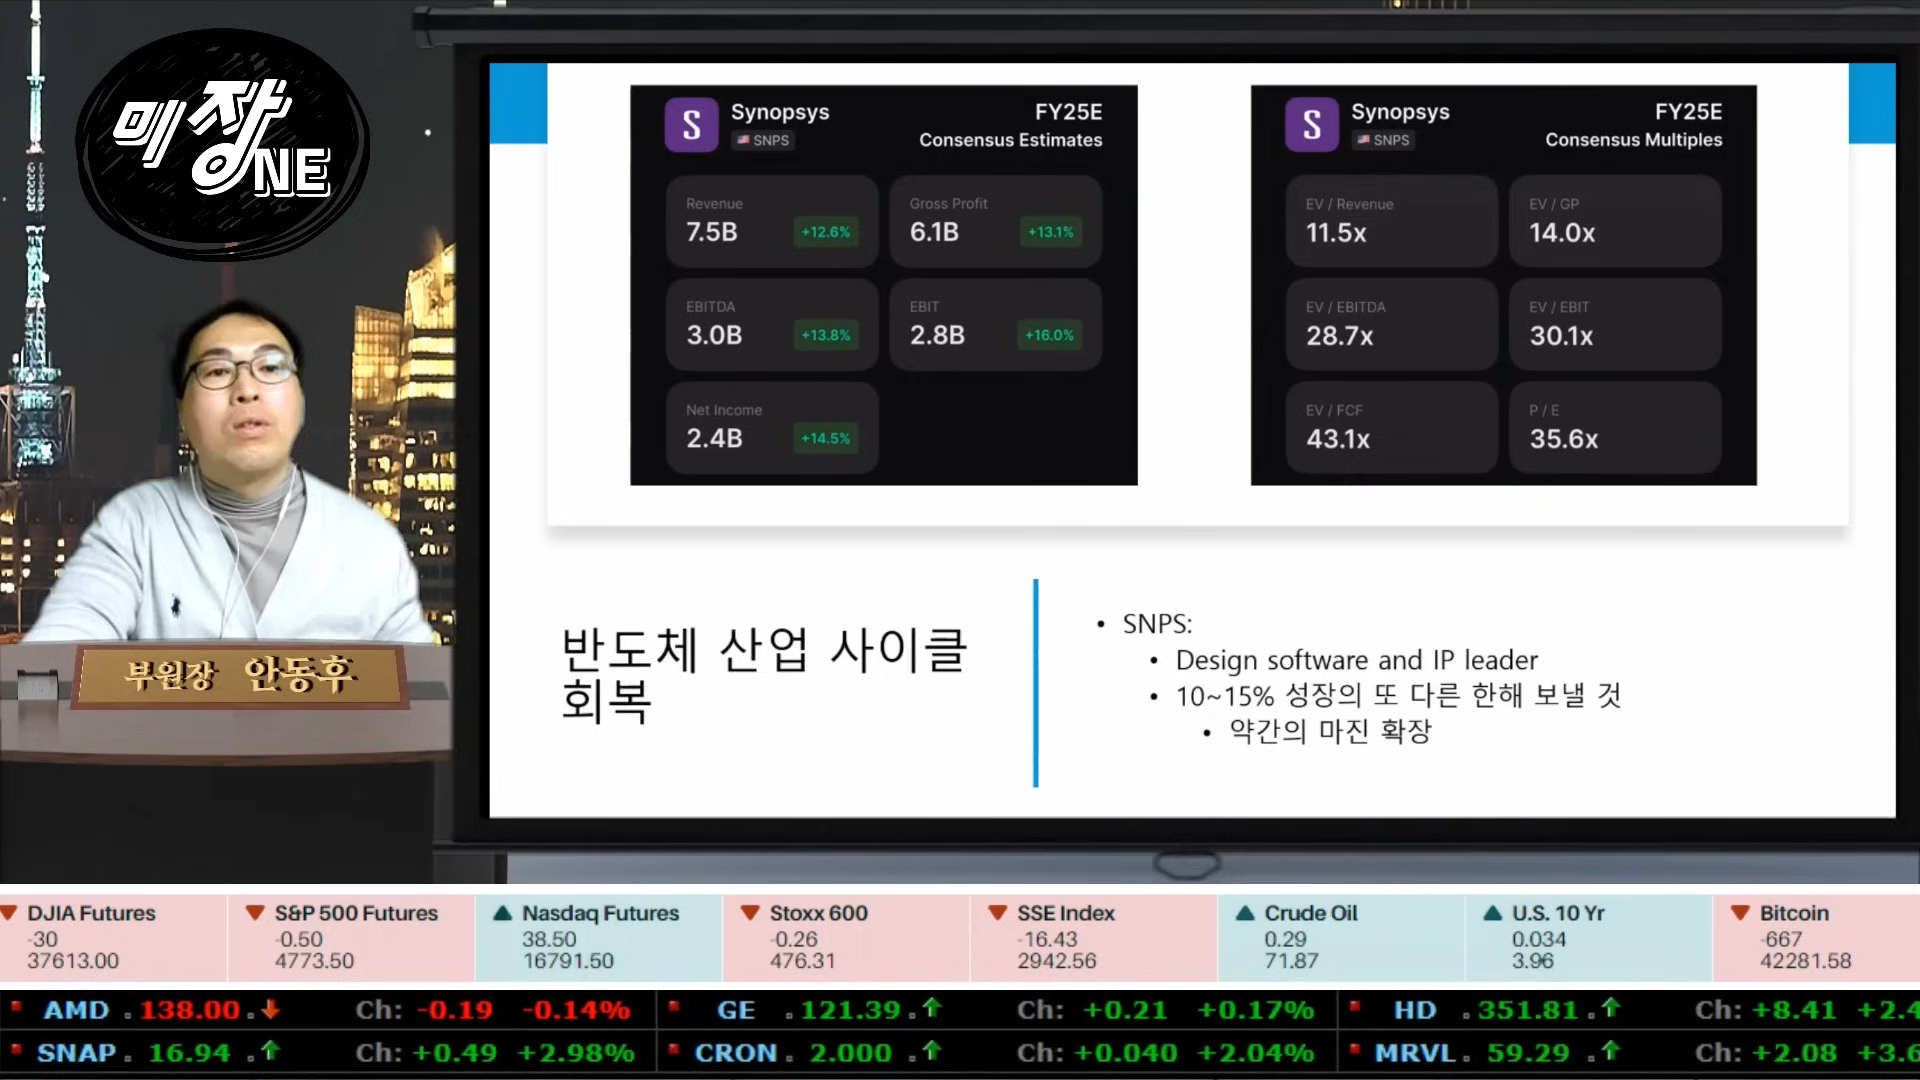 미장
NE
Synopsys
SNPS
FY25E
Consensus Estimates
Revenue
7.5B
+12.6%
Gross Profit
6.1B
+13.1%
EBITDA
3.0B
+13.8%
EBIT
2.8B
+16.0%
Net Income
2.4B
+14.5%
Synopsys
SNPS
FY25E
Consensus Multiples
EV / Revenue
11.5x
EV / GP
14.0x
EV / EBITDA
28.7x
EV / EBIT
30.1x
EV / FCF
43.1x
P / E
35.6x
반도체 산업 사이클
회복
• SNPS:
• Design software and IP leader
• 10~15% 성장의 또 다른 한해 보낼 것
• 약간의 마진 확장
부원장 안동후
DJIA Futures
-30
37613.00
S&P 500 Futures
-0.50
4773.50
Nasdaq Futures
38.50
16791.50
Stoxx 600
-0.26
476.31
SSE Index
-16.43
2942.56
Crude Oil
0.29
71.87
U.S. 10 Yr
0.034
3.96
Bitcoin
-667
42281.58
AMD 138.00 Ch: -0.19 -0.14% GE 121.39 Ch: +0.21 +0.17% HD 351.81 Ch: +8.41 +2.4
SNAP 16.94 Ch: +0.49 +2.98% CRON 2.000 Ch: +0.040 +2.04% MRVL 59.29 Ch: +2.08 +3.6